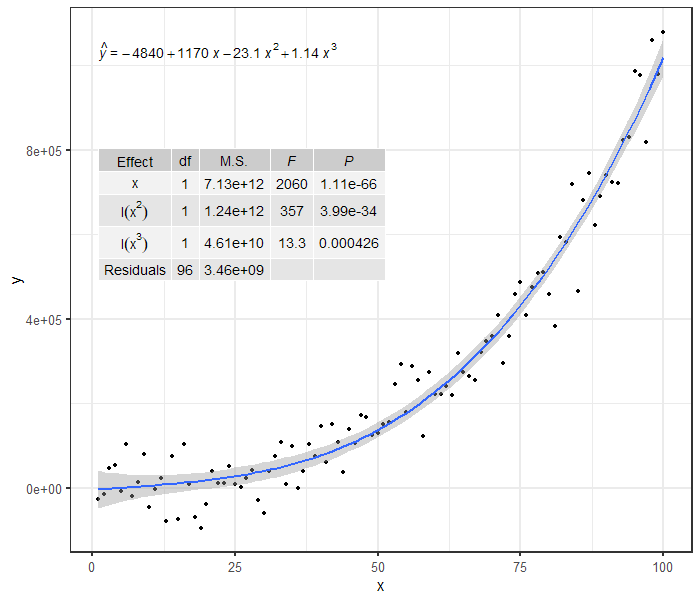 ŷ = −4840 + 1170 x − 23.1 x² + 1.14 x³
Effect df M.S. F P
x 1 7.13e+12 2060 1.11e-66
I(x²) 1 1.24e+12 357 3.99e-34
I(x³) 1 4.61e+10 13.3 0.000426
Residuals 96 3.46e+09
8e+05
4e+05
0e+00
y
0 25 50 75 100
x